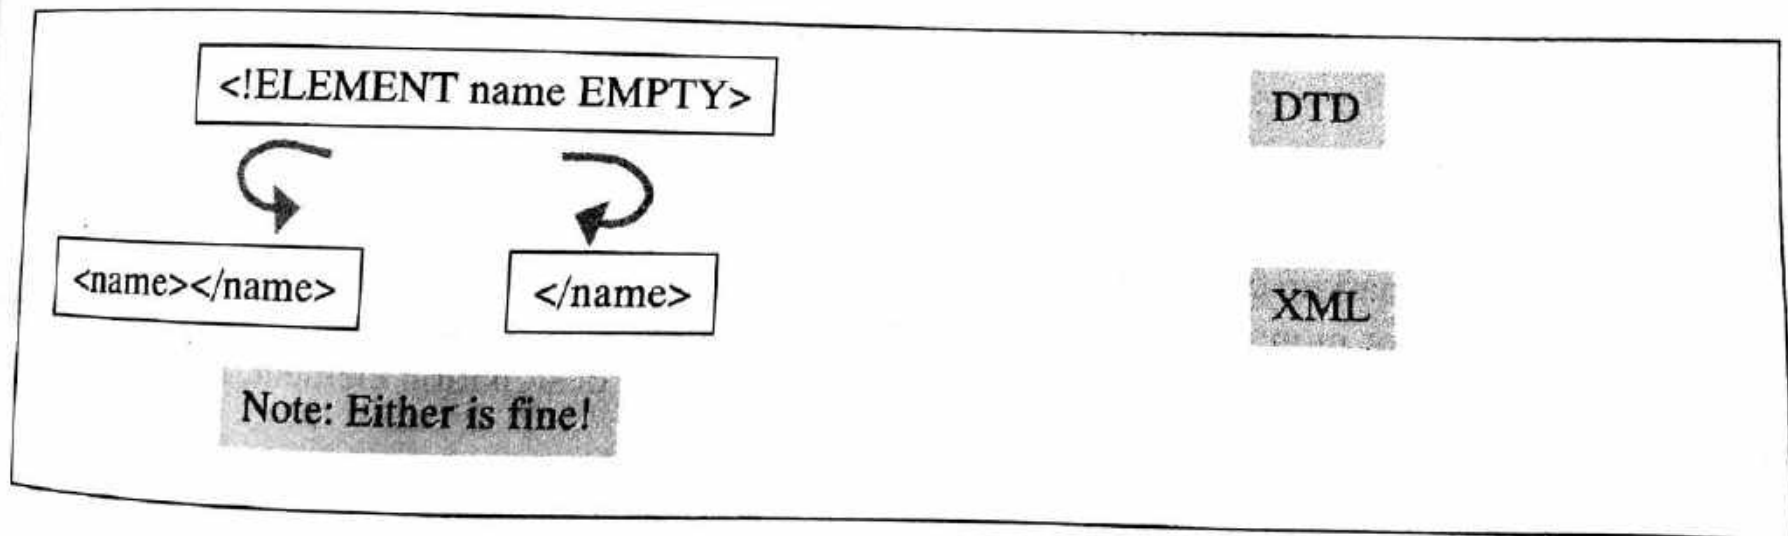 <!ELEMENT name EMPTY>
DTD
<name></name>
</name>
XML
Note: Either is fine!